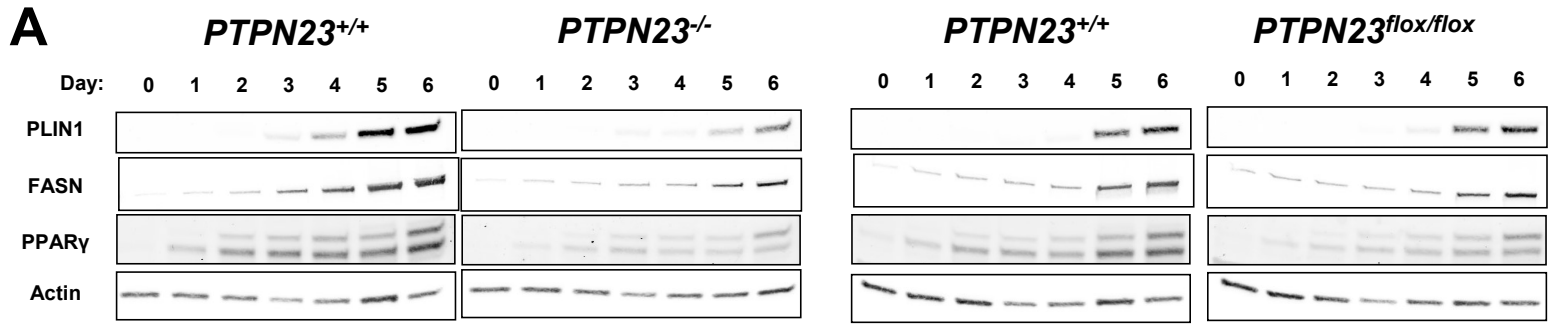 A
PTPN23+/+ PTPN23-/- PTPN23+/+ PTPN23flox/flox
Day: 0 1 2 3 4 5 6 0 1 2 3 4 5 6 0 1 2 3 4 5 6 0 1 2 3 4 5 6
PLIN1
FASN
PPARγ
Actin